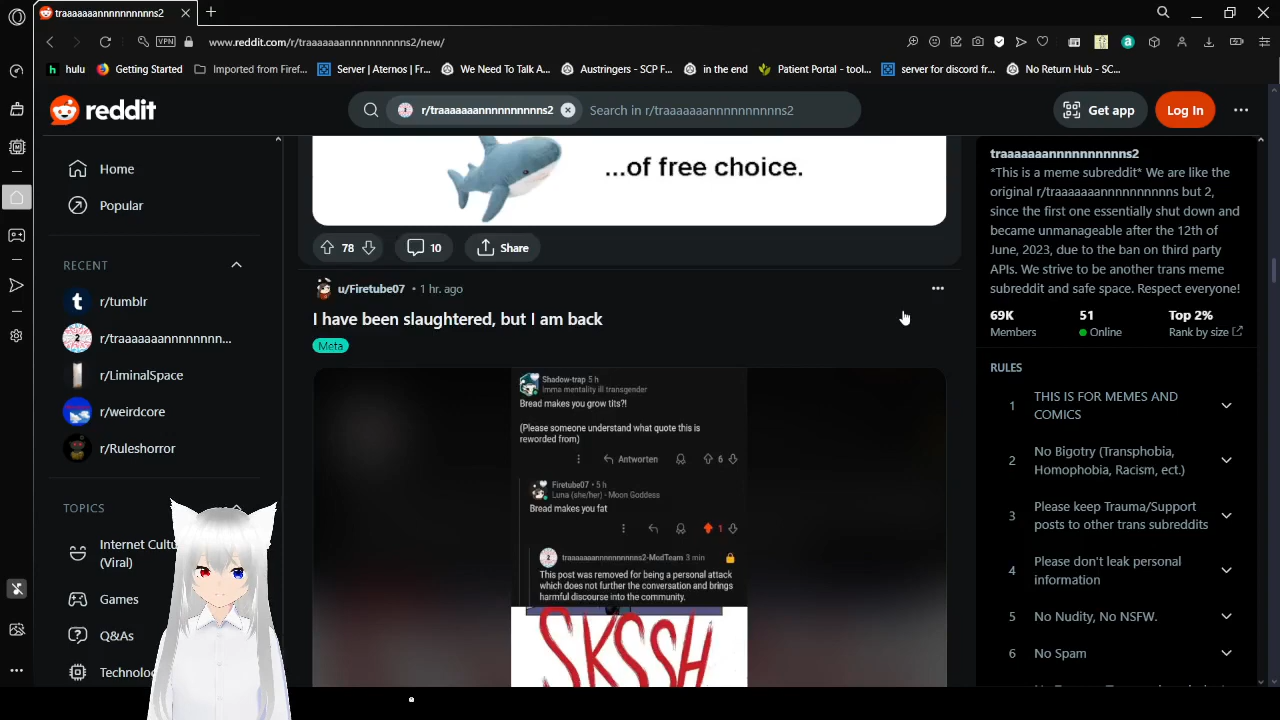 traaaaaaannnnnnnnnns2
VPN
www.reddit.com/r/traaaaaaannnnnnnnnns2/new/
hulu
Getting Started
Imported from Firef...
Server | Aternos | Fr...
We Need To Talk A...
Austringers - SCP F...
in the end
Patient Portal - tool...
server for discord fr...
No Return Hub - SC...
reddit
r/traaaaaaannnnnnnnnns2
Search in r/traaaaaaannnnnnnnnns2
Get app
Log In
Home
Popular
RECENT
r/tumblr
r/traaaaaaannnnnnn...
r/LiminalSpace
r/weirdcore
r/Ruleshorror
TOPICS
Internet Cult
(Viral)
Games
Q&As
Technolo
...of free choice.
78
10
Share
u/Firetube07 • 1 hr. ago
I have been slaughtered, but I am back
Meta
Shadow-trap 5 h
Imma mentality ill transgender
Bread makes you grow tits?!
(Please someone understand what quote this is
reworded from)
Antworten
6
Firetube07 • 5 h
Luna (she/her) - Moon Goddess
Bread makes you fat
1
traaaaaaannnnnnnnnns2-ModTeam 3 min
This post was removed for being a personal attack
which does not further the conversation and brings
harmful discourse into the community.
SKSSH
traaaaaaannnnnnnnnns2
*This is a meme subreddit* We are like the
original r/traaaaaaannnnnnnnnns but 2,
since the first one essentially shut down and
became unmanageable after the 12th of
June, 2023, due to the ban on third party
APIs. We strive to be another trans meme
subreddit and safe space. Respect everyone!
69K
Members
51
Online
Top 2%
Rank by size
RULES
1 THIS IS FOR MEMES AND
COMICS
2 No Bigotry (Transphobia,
Homophobia, Racism, ect.)
3 Please keep Trauma/Support
posts to other trans subreddits
4 Please don't leak personal
information
5 No Nudity, No NSFW.
6 No Spam